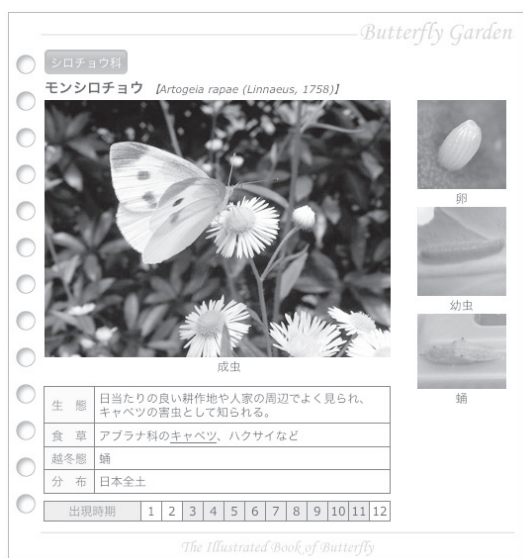 Butterfly Garden
シロチョウ科
モンシロチョウ 【Artogeia rapae (Linnaeus, 1758)】
卵
幼虫
蛹
成虫
生 態 日当たりの良い耕作地や人家の周辺でよく見られ、
キャベツの害虫として知られる。
食 草 アブラナ科のキャベツ、ハクサイなど
越冬態 蛹
分 布 日本全土
出現時期 1 2 3 4 5 6 7 8 9 10 11 12
The Illustrated Book of Butterfly